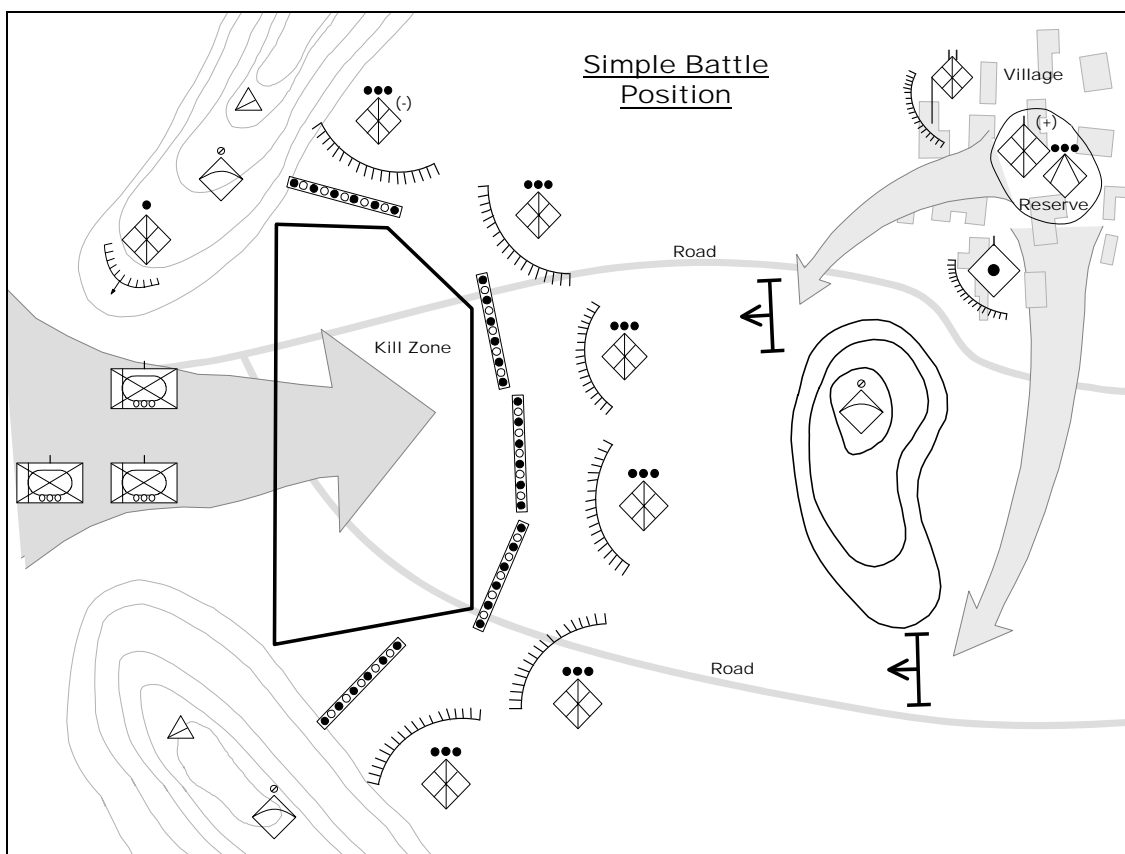 Simple Battle
Position
(-)
Village
(+)
Reserve
Road
Kill Zone
Road